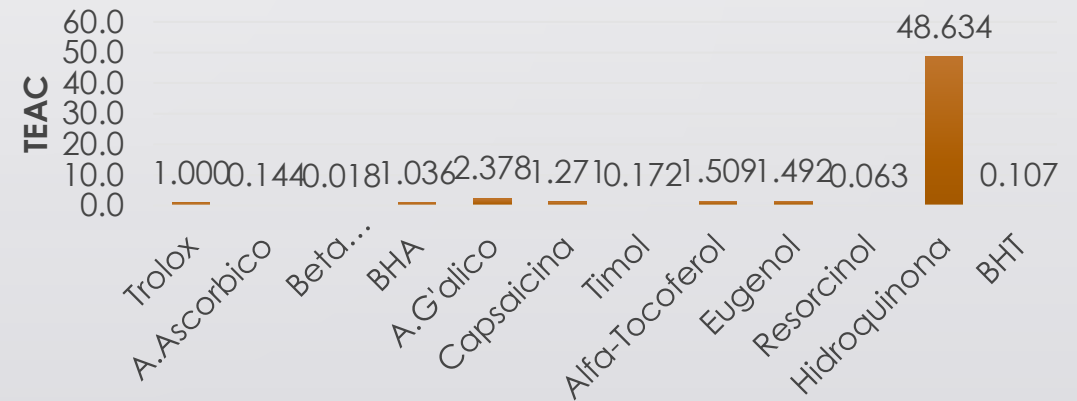 TEAC
60.0
50.0
40.0
30.0
20.0
10.0
0.0
1.000
0.144
0.018
1.036
2.378
1.271
0.172
1.509
1.492
0.063
48.634
0.107
Trolox
A.Ascorbico
Beta...
BHA
A.G'alico
Capsaicina
Timol
Alfa-Tocoferol
Eugenol
Resorcinol
Hidroquinona
BHT